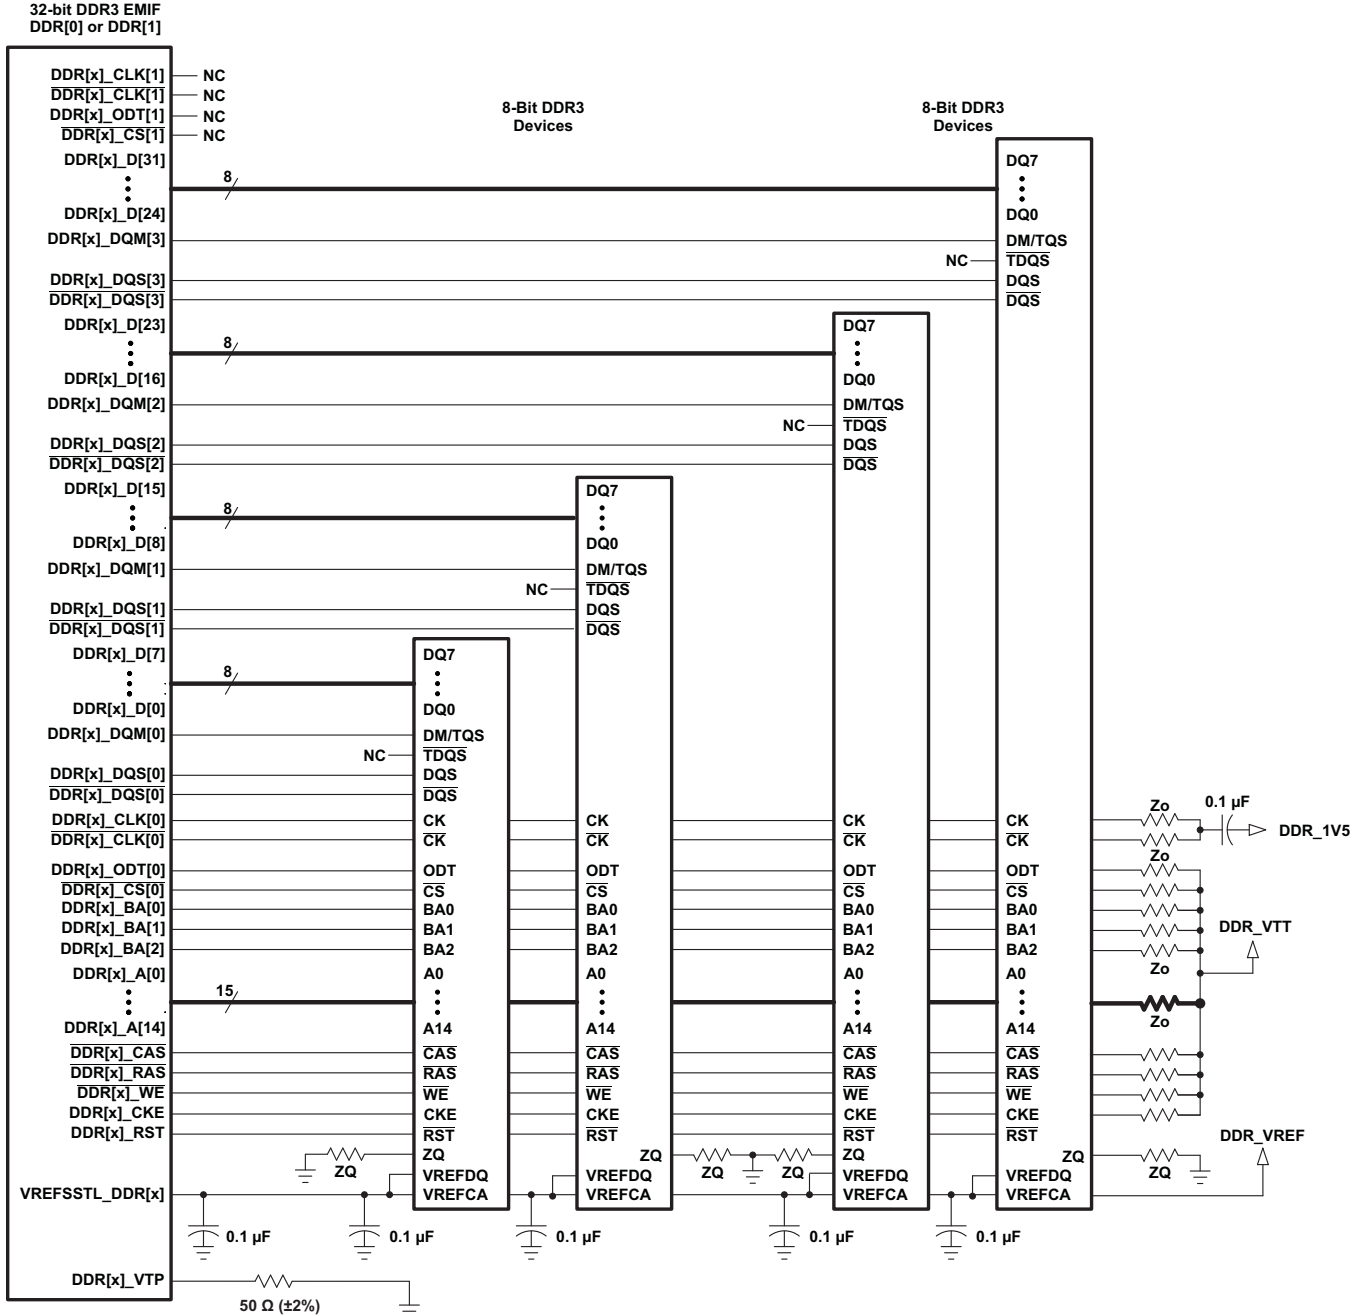 32-bit DDR3 EMIF
DDR[0] or DDR[1]
8-Bit DDR3
Devices
8-Bit DDR3
Devices
DDR[x]_CLK[1] NC
DDR[x]_CLK[1] NC
DDR[x]_ODT[1] NC
DDR[x]_CS[1] NC
DDR[x]_D[31] DQ7
8
DDR[x]_D[24] DQ0
DDR[x]_DQM[3] DM/TQS
NC TDQS
DDR[x]_DQS[3] DQS
DDR[x]_DQS[3] DQS
DDR[x]_D[23] DQ7
8
DDR[x]_D[16] DQ0
DDR[x]_DQM[2] DM/TQS
NC TDQS
DDR[x]_DQS[2] DQS
DDR[x]_DQS[2] DQS
DDR[x]_D[15] DQ7
8
DDR[x]_D[8] DQ0
DDR[x]_DQM[1] DM/TQS
NC TDQS
DDR[x]_DQS[1] DQS
DDR[x]_DQS[1] DQS
DDR[x]_D[7] DQ7
8
DDR[x]_D[0] DQ0
DDR[x]_DQM[0] DM/TQS
NC TDQS
DDR[x]_DQS[0] DQS
DDR[x]_DQS[0] DQS
Zo 0.1 µF
DDR[x]_CLK[0] CK CK CK CK
DDR_1V5
DDR[x]_CLK[0] CK CK CK CK
Zo
DDR[x]_ODT[0] ODT ODT ODT ODT
DDR[x]_CS[0] CS CS CS CS
DDR[x]_BA[0] BA0 BA0 BA0 BA0
DDR[x]_BA[1] BA1 BA1 BA1 BA1 DDR_VTT
DDR[x]_BA[2] BA2 BA2 BA2 BA2
Zo
DDR[x]_A[0] A0 A0 A0 A0
15
Zo
DDR[x]_A[14] A14 A14 A14 A14
DDR[x]_CAS CAS CAS CAS CAS
DDR[x]_RAS RAS RAS RAS RAS
DDR[x]_WE WE WE WE WE
DDR[x]_CKE CKE CKE CKE CKE
DDR[x]_RST RST RST RST RST DDR_VREF
ZQ ZQ ZQ ZQ
ZQ ZQ ZQ ZQ
VREFDQ VREFDQ VREFDQ VREFDQ
VREFSSTL_DDR[x] VREFCA VREFCA VREFCA VREFCA
0.1 µF 0.1 µF 0.1 µF 0.1 µF 0.1 µF
DDR[x]_VTP
50 Ω (±2%)